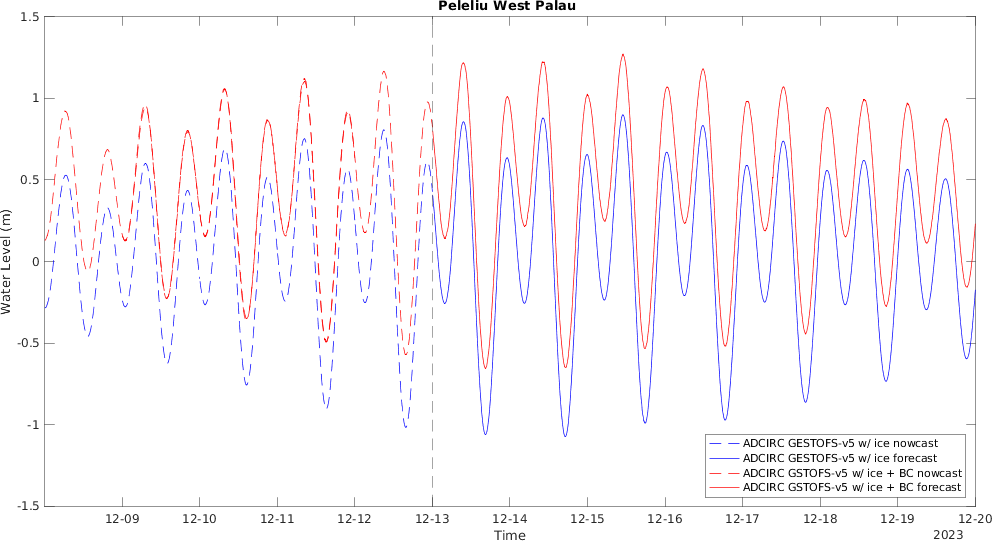 Peleliu West Palau
1.5
1
0.5
0
-0.5
-1
-1.5
Water Level (m)
ADCIRC GESTOFS-v5 w/ ice nowcast
ADCIRC GESTOFS-v5 w/ ice forecast
ADCIRC GSTOFS-v5 w/ ice + BC nowcast
ADCIRC GSTOFS-v5 w/ ice + BC forecast
12-09 12-10 12-11 12-12 12-13 12-14 12-15 12-16 12-17 12-18 12-19 12-20
Time
2023